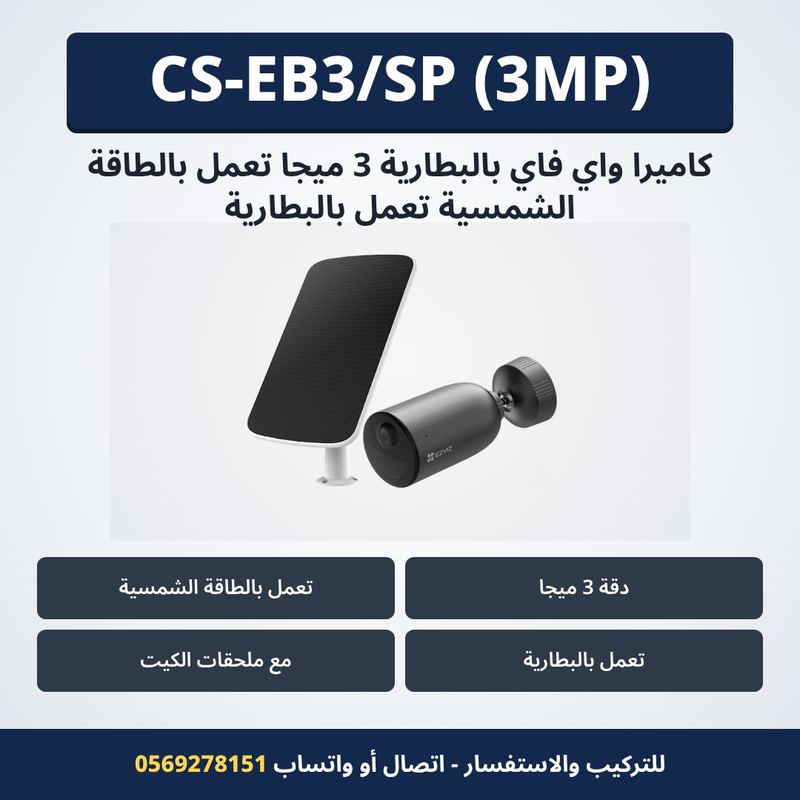 CS-EB3/SP (3MP)
كاميرا واي فاي بالبطارية 3 ميجا تعمل بالطاقة
الشمسية تعمل بالبطارية
EZVIZ
دقة 3 ميجا
تعمل بالطاقة الشمسية
تعمل بالبطارية
مع ملحقات الكيت
للتركيب والاستفسار - اتصال أو واتساب 0569278151